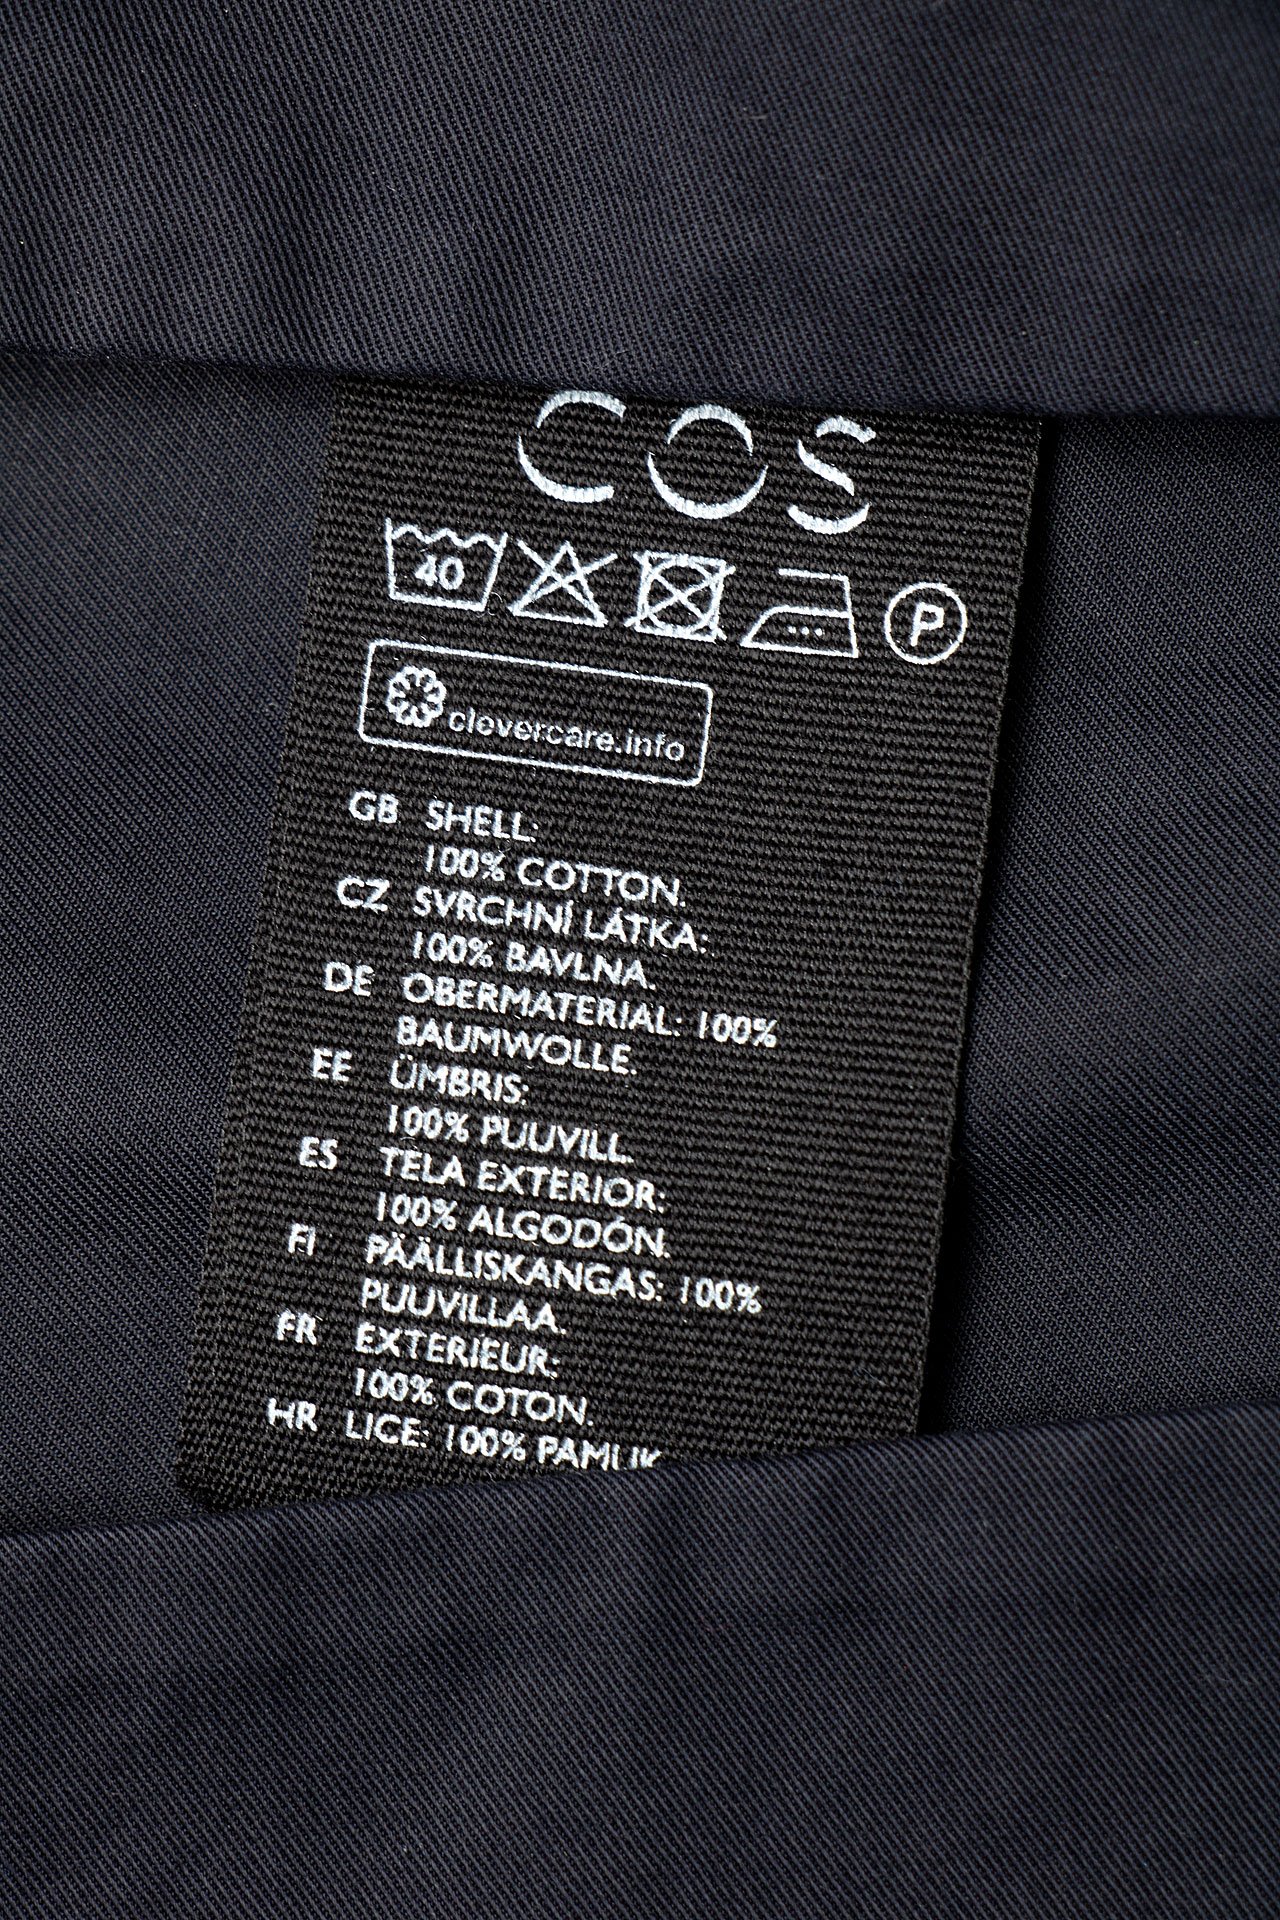 COS
40
P
clevercare.info
GB SHELL:
100% COTTON.
CZ SVRCHNÍ LÁTKA:
100% BAVLNA.
DE OBERMATERIAL: 100%
BAUMWOLLE.
EE ÜMBRIS:
100% PUUVILL.
ES TELA EXTERIOR:
100% ALGODÓN.
FI PÄÄLLISKANGAS: 100%
PUUVILLAA.
FR EXTERIEUR:
100% COTON.
HR LICE: 100% PAMUK